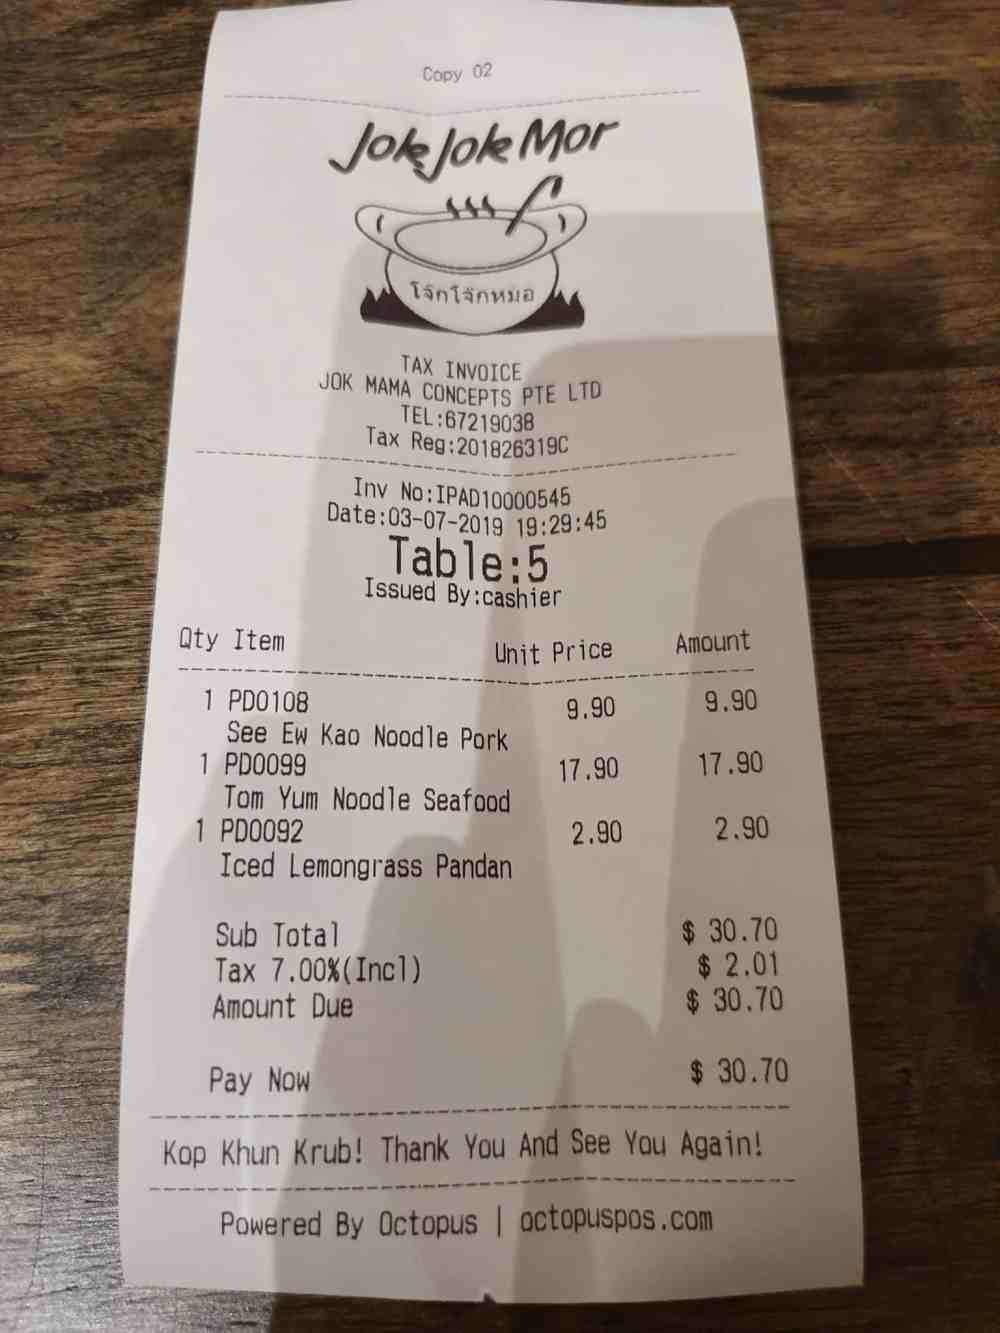 Copy 02
Jok Jok Mor
โจ๊กโจ๊กหมอ
TAX INVOICE
JOK MAMA CONCEPTS PTE LTD
TEL:67219038
Tax Reg:201826319C
Inv No:IPAD10000545
Date:03-07-2019 19:29:45
Table:5
Issued By:cashier
Qty Item Unit Price Amount
1 PD0108 9.90 9.90
See Ew Kao Noodle Pork
1 PD0099 17.90 17.90
Tom Yum Noodle Seafood
1 PD0092 2.90 2.90
Iced Lemongrass Pandan
Sub Total $ 30.70
Tax 7.00%(Incl) $ 2.01
Amount Due $ 30.70
Pay Now $ 30.70
Kop Khun Krub! Thank You And See You Again!
Powered By Octopus | octopuspos.com